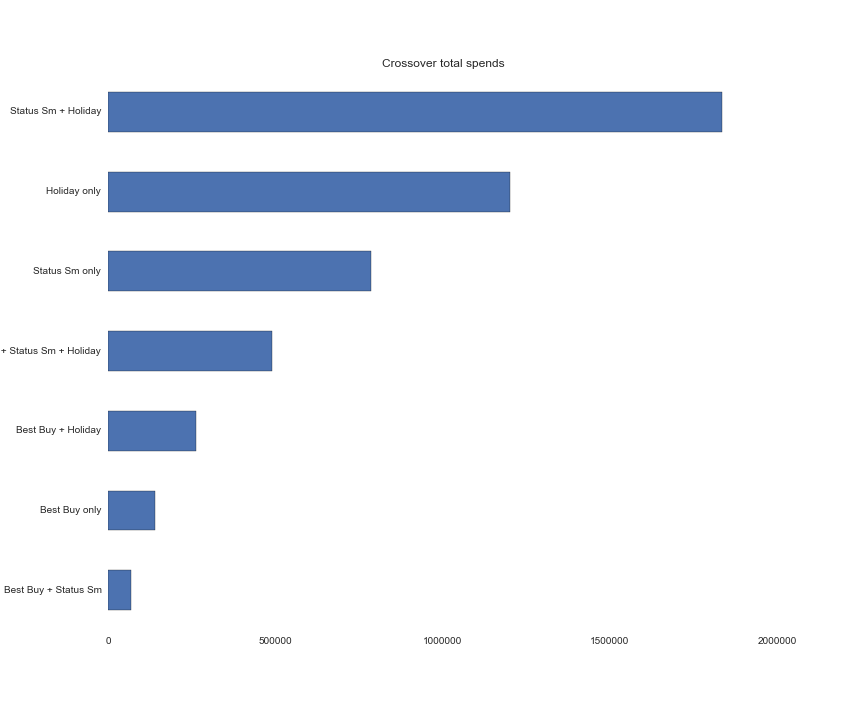 Crossover total spends
Status Sm + Holiday
Holiday only
Status Sm only
+ Status Sm + Holiday
Best Buy + Holiday
Best Buy only
Best Buy + Status Sm
0 500000 1000000 1500000 2000000